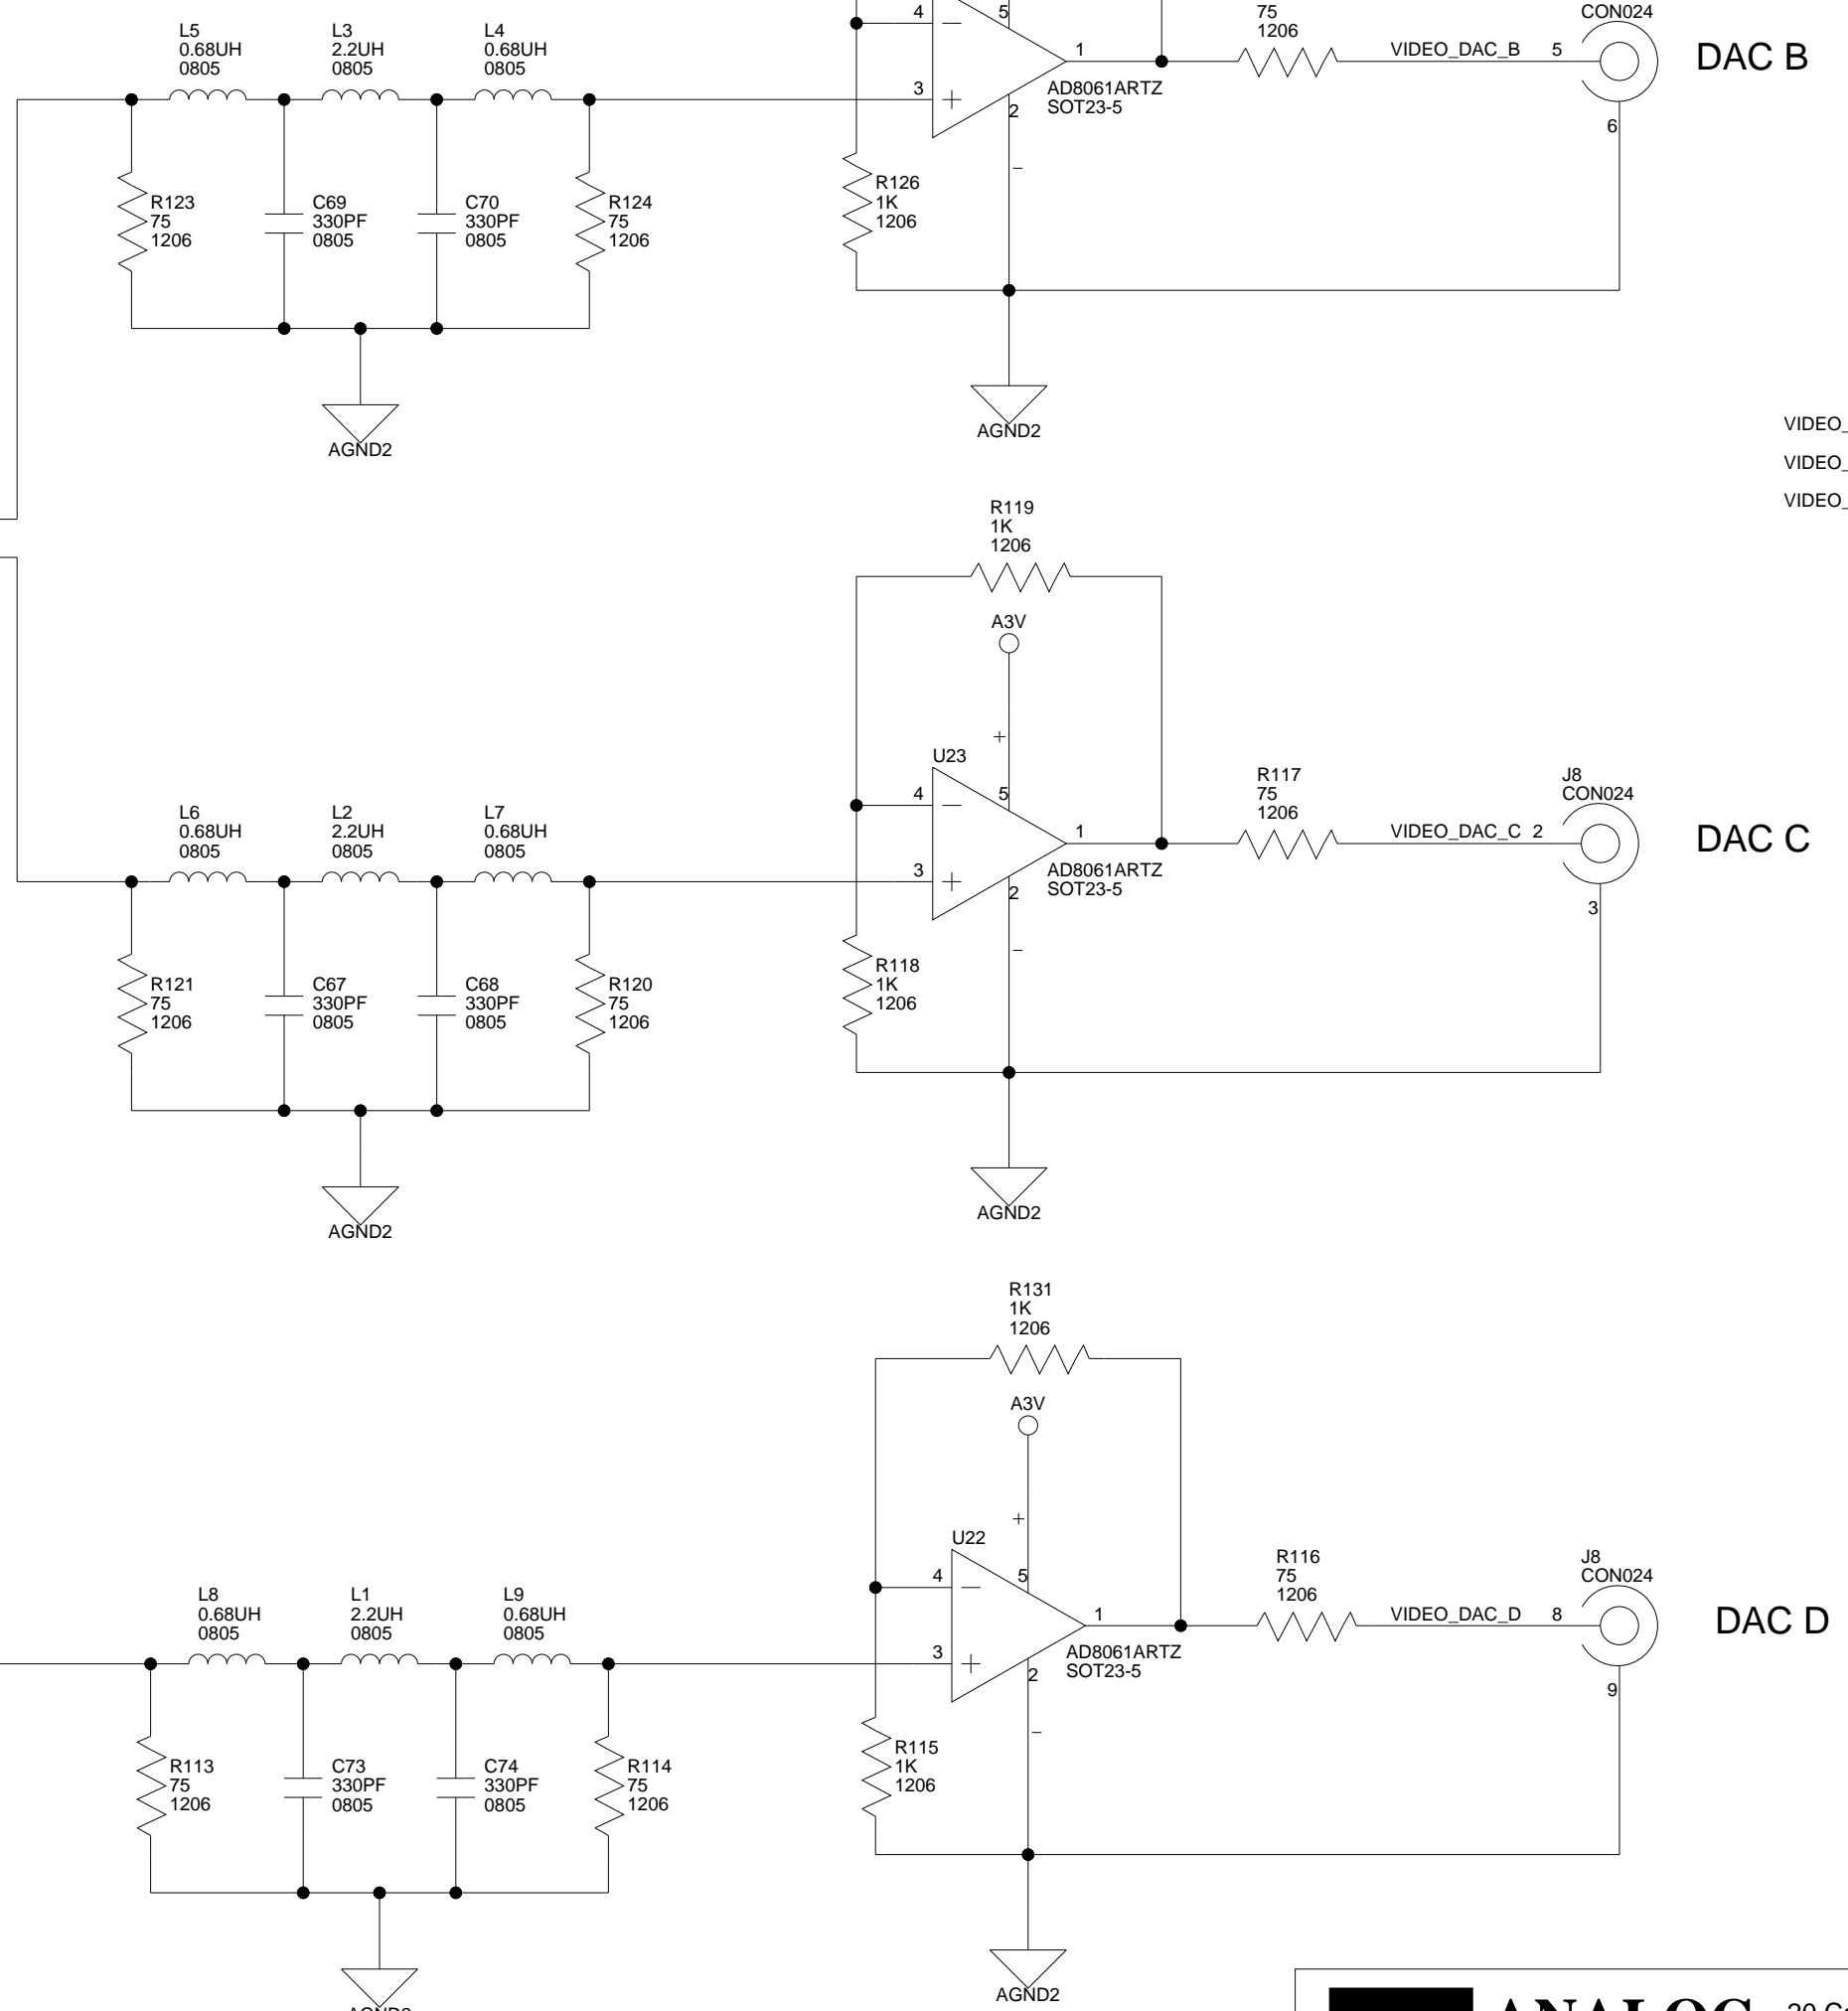 L5
0.68UH
0805
L3
2.2UH
0805
L4
0.68UH
0805
4
5
3
2
1
AD8061ARTZ
SOT23-5
75
1206
VIDEO_DAC_B 5
CON024
6
DAC B
R123
75
1206
C69
330PF
0805
C70
330PF
0805
R124
75
1206
R126
1K
1206
AGND2
AGND2
VIDEO_
VIDEO_
VIDEO_
R119
1K
1206
A3V
+
U23
L6
0.68UH
0805
L2
2.2UH
0805
L7
0.68UH
0805
4
5
3
2
1
AD8061ARTZ
SOT23-5
R117
75
1206
VIDEO_DAC_C 2
J8
CON024
3
DAC C
R121
75
1206
C67
330PF
0805
C68
330PF
0805
R120
75
1206
R118
1K
1206
AGND2
AGND2
R131
1K
1206
A3V
+
U22
L8
0.68UH
0805
L1
2.2UH
0805
L9
0.68UH
0805
4
5
3
2
1
AD8061ARTZ
SOT23-5
R116
75
1206
VIDEO_DAC_D 8
J8
CON024
9
DAC D
R113
75
1206
C73
330PF
0805
C74
330PF
0805
R114
75
1206
R115
1K
1206
AGND2
AGND2
ANALOG